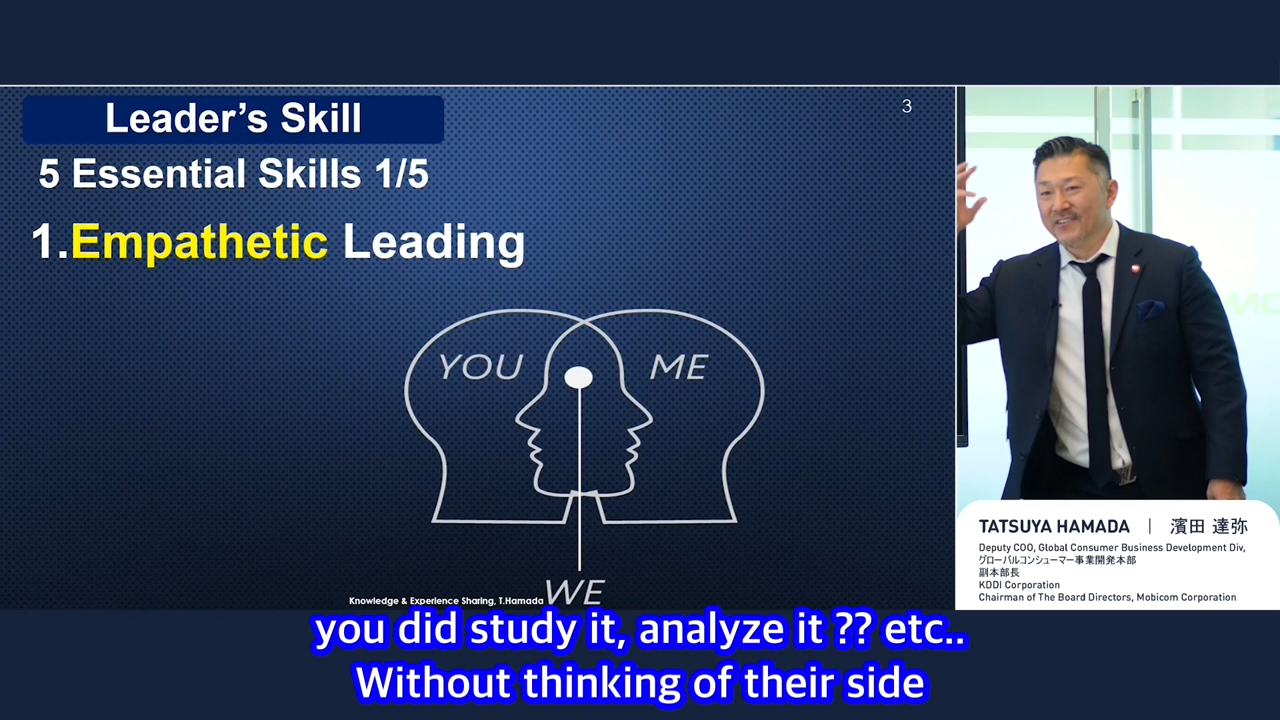 Leader's Skill
3
5 Essential Skills 1/5
1.Empathetic Leading
YOU
ME
WE
Knowledge & Experience Sharing, T.Hamada
TATSUYA HAMADA | 濱田 達弥
Deputy COO, Global Consumer Business Development Div,
グローバルコンシューマー事業開発本部
副本部長
KDDI Corporation
Chairman of The Board Directors, Mobicom Corporation
you did study it, analyze it ?? etc..
Without thinking of their side